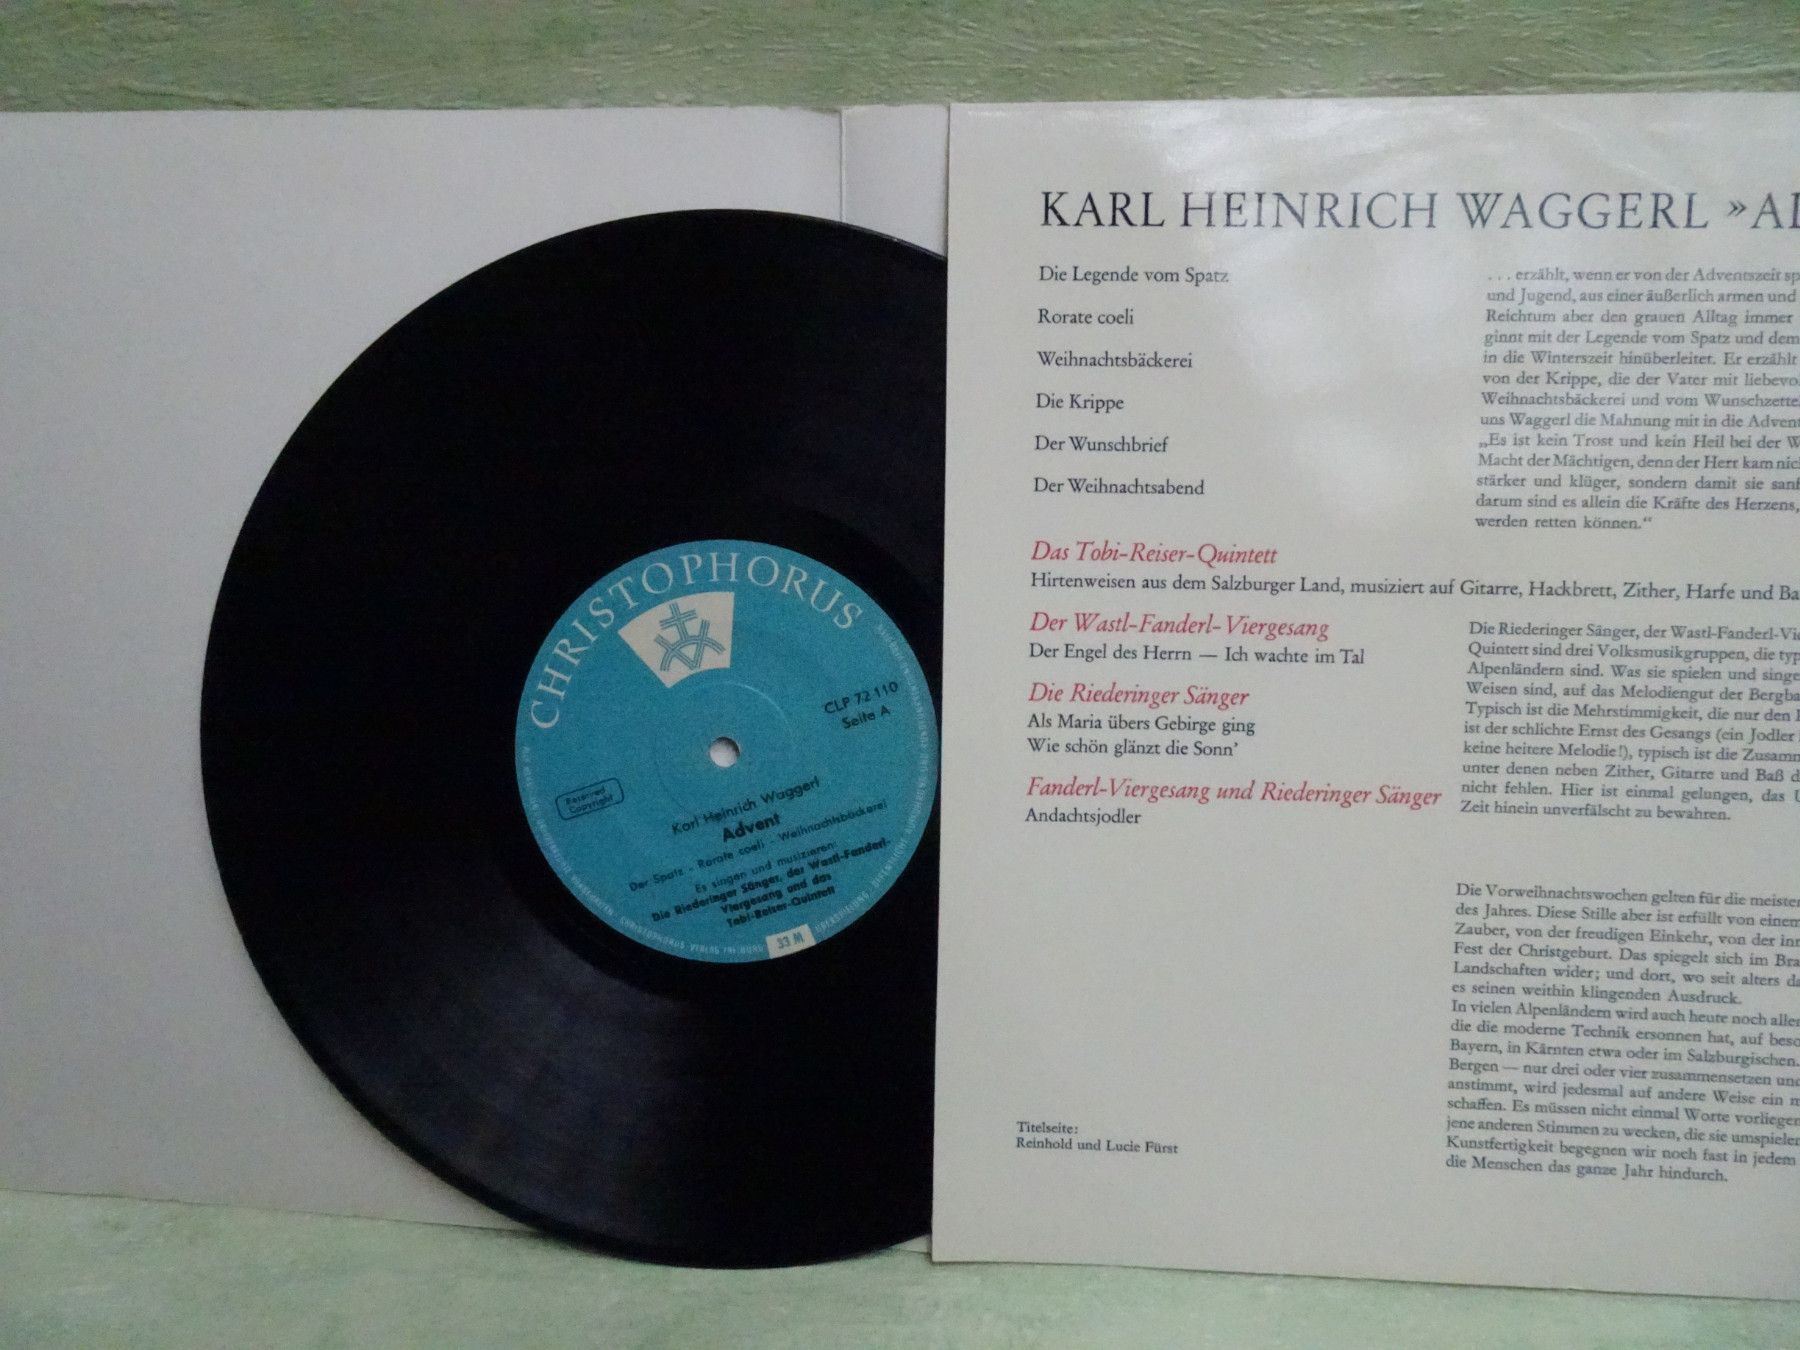 CHRISTOPHORUS
CLP 72 110
Seite A
Reserved
Copyright
Karl Heinrich Waggerl
Advent
Der Spatz - Rorate coeli - Weihnachtsbäckerei
Es singen und musizieren:
Die Riederinger Sänger, der Wastl-Fanderl-
Viergesang und das
Tobi-Reiser-Quintett
33 M
KARL HEINRICH WAGGERL »AD
Die Legende vom Spatz
Rorate coeli
Weihnachtsbäckerei
Die Krippe
Der Wunschbrief
Der Weihnachtsabend
. . . erzählt, wenn er von der Adventszeit sp
und Jugend, aus einer äußerlich armen und
Reichtum aber den grauen Alltag immer
ginnt mit der Legende vom Spatz und dem
in die Winterszeit hinüberleitet. Er erzählt
von der Krippe, die der Vater mit liebevol
Weihnachtsbäckerei und vom Wunschzettel
uns Waggerl die Mahnung mit in die Advent
„Es ist kein Trost und kein Heil bei der W
Macht der Mächtigen, denn der Herr kam nic
stärker und klüger, sondern damit sie sanf
darum sind es allein die Kräfte des Herzens,
werden retten können.“
Das Tobi-Reiser-Quintett
Hirtenweisen aus dem Salzburger Land, musiziert auf Gitarre, Hackbrett, Zither, Harfe und Ba
Der Wastl-Fanderl-Viergesang
Der Engel des Herrn — Ich wachte im Tal
Die Riederinger Sänger
Als Maria übers Gebirge ging
Wie schön glänzt die Sonn’
Fanderl-Viergesang und Riederinger Sänger
Andachtsjodler
Die Riederinger Sänger, der Wastl-Fanderl-Vie
Quintett sind drei Volksmusikgruppen, die typ
Alpenländern sind. Was sie spielen und singe
Weisen sind, auf das Melodiengut der Bergba
Typisch ist die Mehrstimmigkeit, die nur den
ist der schlichte Ernst des Gesangs (ein Jodler
keine heitere Melodie!), typisch ist die Zusamm
unter denen neben Zither, Gitarre und Baß d
nicht fehlen. Hier ist einmal gelungen, das U
Zeit hinein unverfälscht zu bewahren.
Die Vorweihnachtswochen gelten für die meister
des Jahres. Diese Stille aber ist erfüllt von einem
Zauber, von der freudigen Einkehr, von der inn
Fest der Christgeburt. Das spiegelt sich im Bra
Landschaften wider; und dort, wo seit alters da
es seinen weithin klingenden Ausdruck.
In vielen Alpenländern wird auch heute noch aller
die die moderne Technik ersonnen hat, auf beso
Bayern, in Kärnten etwa oder im Salzburgischen.
Bergen — nur drei oder vier zusammensetzen und
anstimmt, wird jedesmal auf andere Weise ein m
schaffen. Es müssen nicht einmal Worte vorliegen
jene anderen Stimmen zu wecken, die sie umspielen
Kunstfertigkeit begegnen wir noch fast in jedem
die Menschen das ganze Jahr hindurch.
Titelseite:
Reinhold und Lucie Fürst